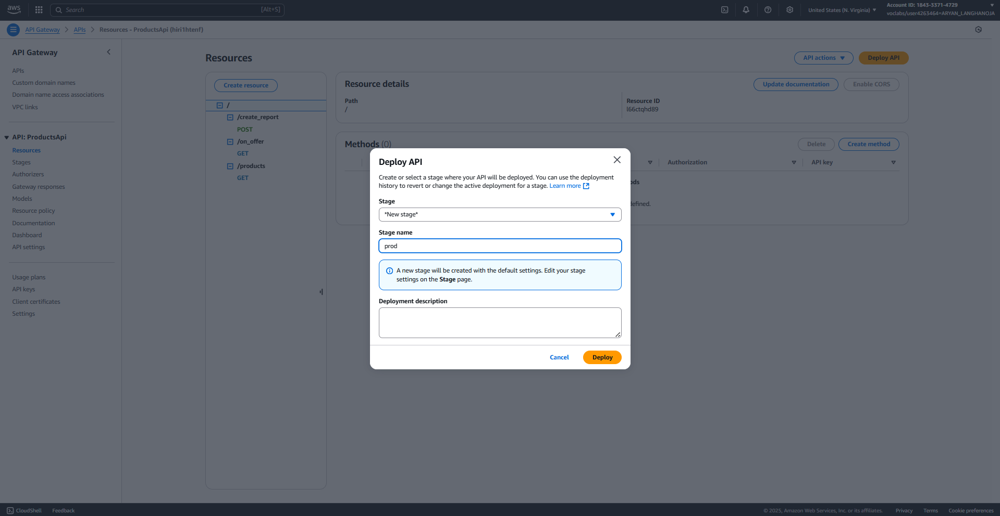 aws
Search
[Alt+S]
United States (N. Virginia)
Account ID: 1843-3371-4729
voclabs/user4263464=ARYAN_LANGHANOJA
API Gateway
APIs
Resources - ProductsApi (hiri1htenf)
API Gateway
APIs
Custom domain names
Domain name access associations
VPC links
API: ProductsApi
Resources
Stages
Authorizers
Gateway responses
Models
Resource policy
Documentation
Dashboard
API settings
Usage plans
API keys
Client certificates
Settings
Resources
API actions
Deploy API
Create resource
/
/create_report
POST
/on_offer
GET
/products
GET
Resource details
Update documentation
Enable CORS
Path
/
Resource ID
l66ctqhd89
Methods (0)
Delete
Create method
Authorization
API key
ods
defined.
Deploy API
Create or select a stage where your API will be deployed. You can use the deployment
history to revert or change the active deployment for a stage. Learn more
Stage
*New stage*
Stage name
prod
A new stage will be created with the default settings. Edit your stage
settings on the Stage page.
Deployment description
Cancel
Deploy
CloudShell
Feedback
© 2025, Amazon Web Services, Inc. or its affiliates.
Privacy
Terms
Cookie preferences